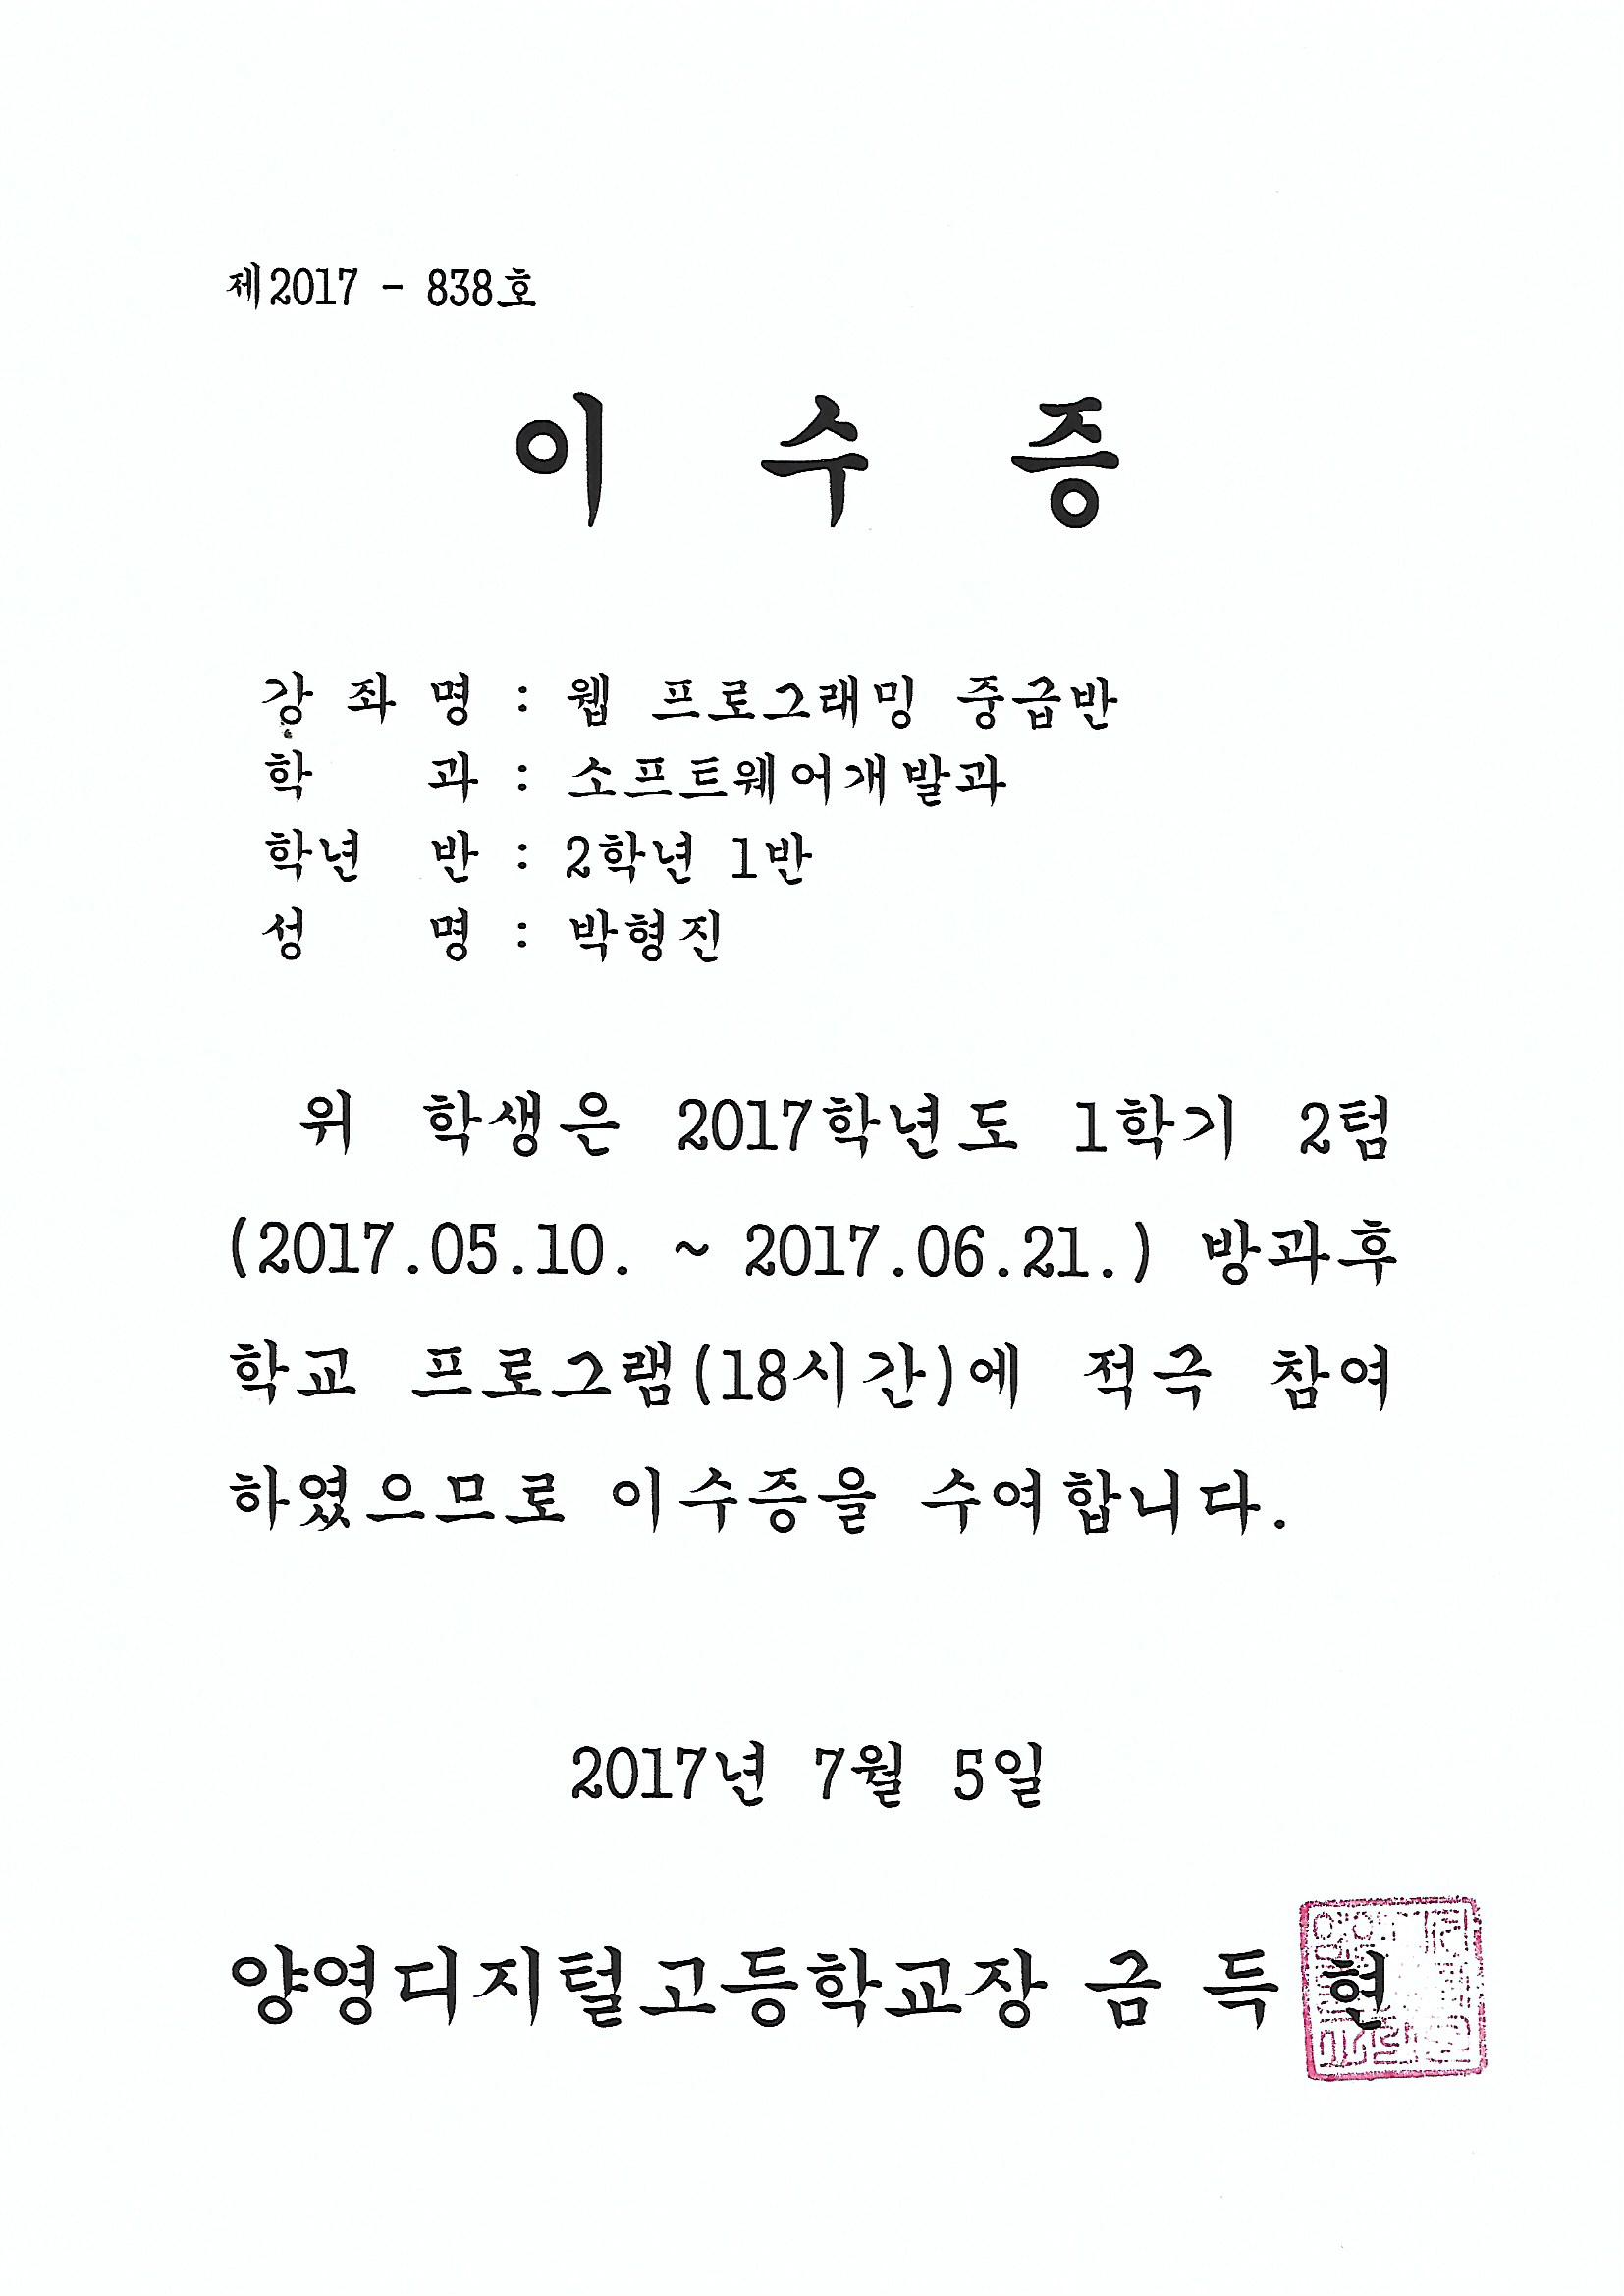 제2017 - 838호
이 수 증
강 좌 명 : 웹 프로그래밍 중급반
학 과 : 소프트웨어개발과
학년 반 : 2학년 1반
성 명 : 박형진
위 학생은 2017학년도 1학기 2텀
(2017.05.10. ~ 2017.06.21.) 방과후
학교 프로그램(18시간)에 적극 참여
하였으므로 이수증을 수여합니다.
2017년 7월 5일
양영디지털고등학교장 금 득 현